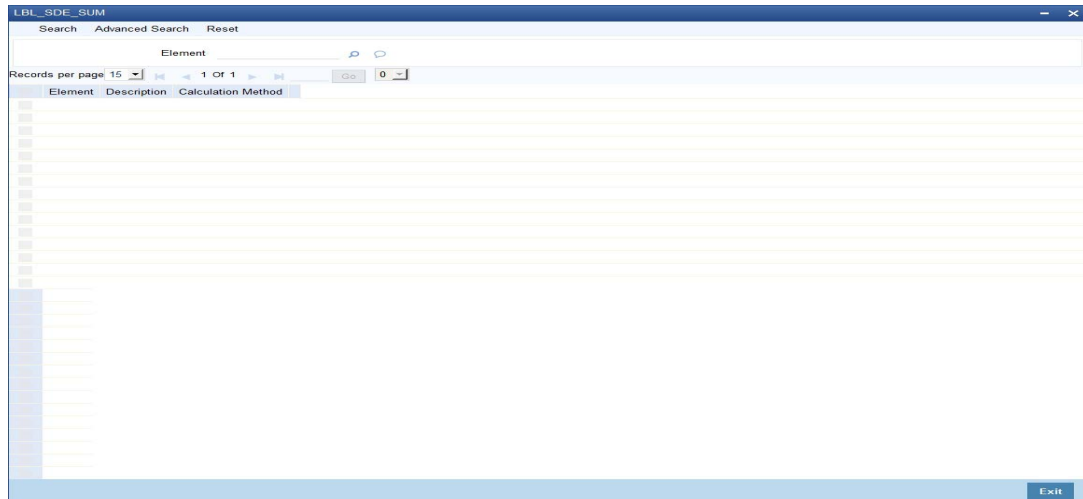 LBL_SDE_SUM
Search Advanced Search Reset
Element
Records per page 15 1 Of 1 Go 0
Element Description Calculation Method
Exit